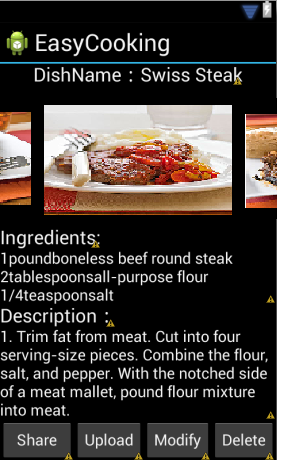 EasyCooking
DishName : Swiss Steak
Ingredients:
1poundboneless beef round steak
2tablespoonsall-purpose flour
1/4teaspoonsalt
Description :
1. Trim fat from meat. Cut into four
serving-size pieces. Combine the flour,
salt, and pepper. With the notched side
of a meat mallet, pound flour mixture
into meat.
Share Upload Modify Delete